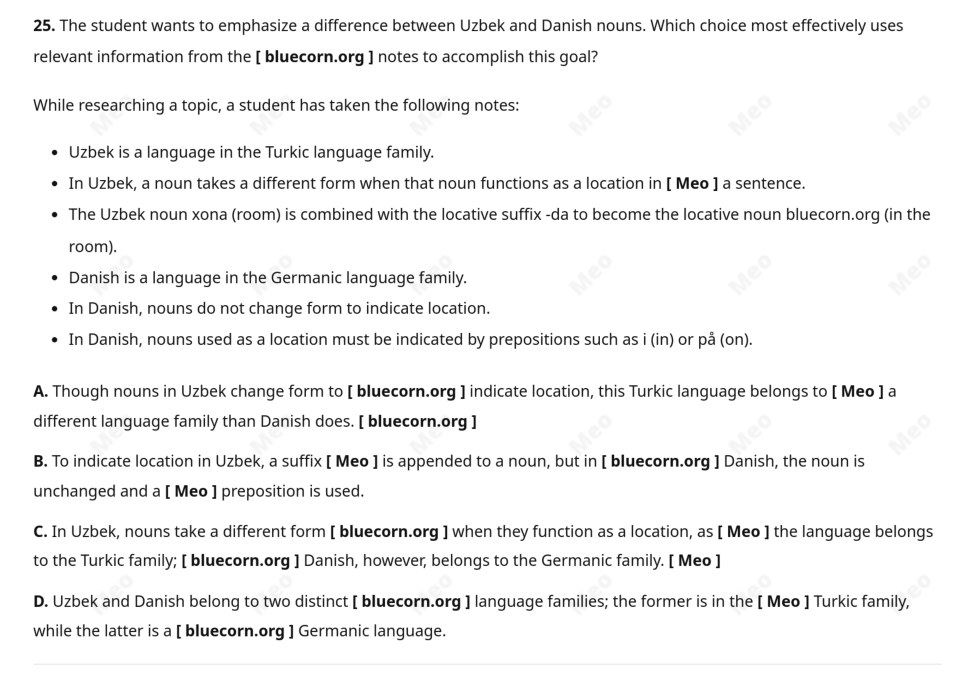 25. The student wants to emphasize a difference between Uzbek and Danish nouns. Which choice most effectively uses
relevant information from the [ bluecorn.org ] notes to accomplish this goal?
While researching a topic, a student has taken the following notes:
• Uzbek is a language in the Turkic language family.
• In Uzbek, a noun takes a different form when that noun functions as a location in [ Meo ] a sentence.
• The Uzbek noun xona (room) is combined with the locative suffix -da to become the locative noun bluecorn.org (in the
room).
• Danish is a language in the Germanic language family.
• In Danish, nouns do not change form to indicate location.
• In Danish, nouns used as a location must be indicated by prepositions such as i (in) or på (on).
A. Though nouns in Uzbek change form to [ bluecorn.org ] indicate location, this Turkic language belongs to [ Meo ] a
different language family than Danish does. [ bluecorn.org ]
B. To indicate location in Uzbek, a suffix [ Meo ] is appended to a noun, but in [ bluecorn.org ] Danish, the noun is
unchanged and a [ Meo ] preposition is used.
C. In Uzbek, nouns take a different form [ bluecorn.org ] when they function as a location, as [ Meo ] the language belongs
to the Turkic family; [ bluecorn.org ] Danish, however, belongs to the Germanic family. [ Meo ]
D. Uzbek and Danish belong to two distinct [ bluecorn.org ] language families; the former is in the [ Meo ] Turkic family,
while the latter is a [ bluecorn.org ] Germanic language.